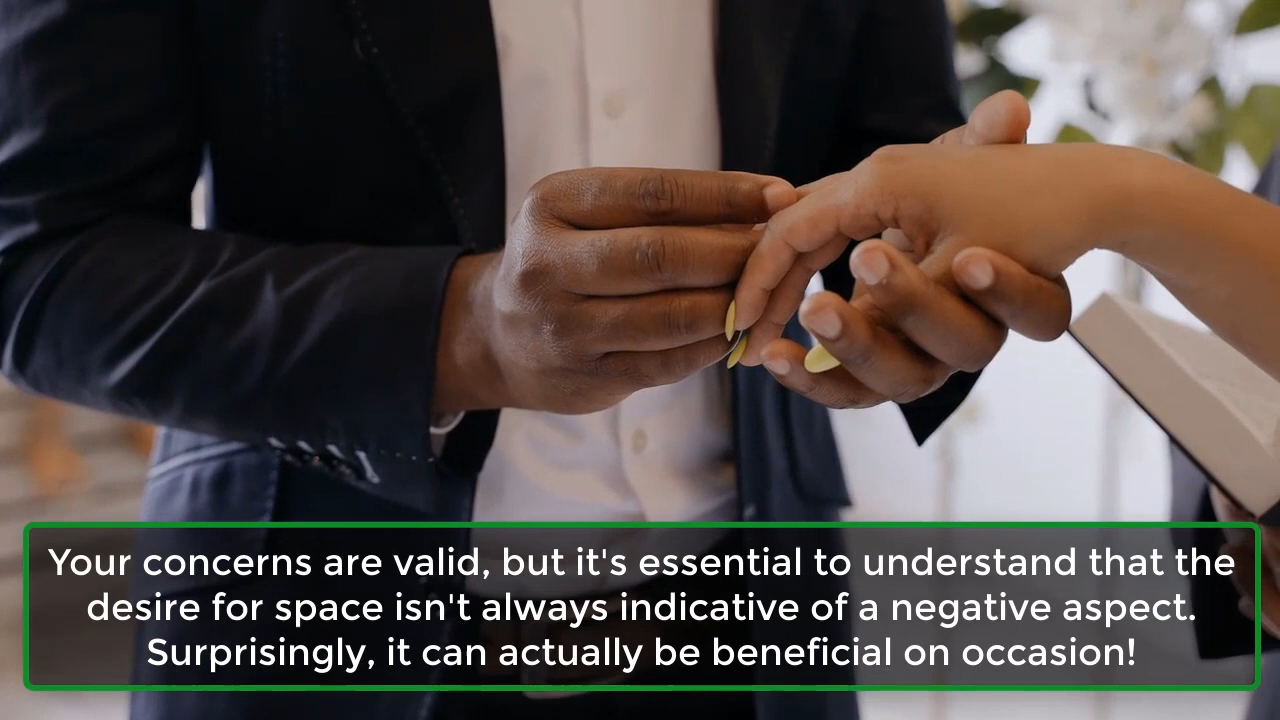 Your concerns are valid, but it's essential to understand that the
desire for space isn't always indicative of a negative aspect.
Surprisingly, it can actually be beneficial on occasion!